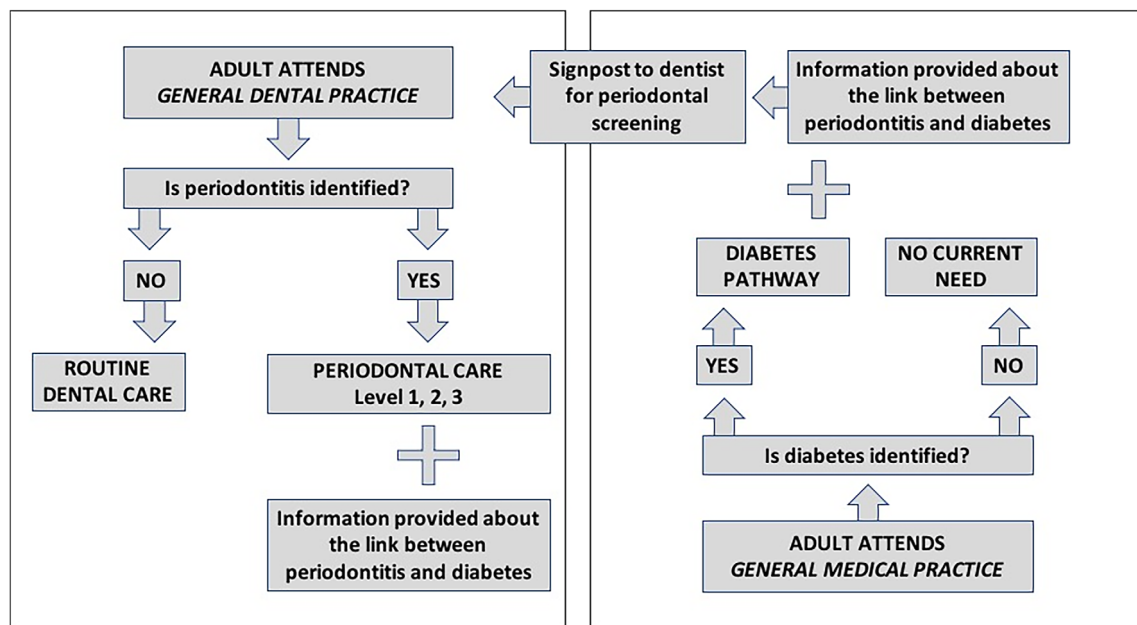 ADULT ATTENDS
GENERAL DENTAL PRACTICE
Is periodontitis identified?
NO
YES
ROUTINE
DENTAL CARE
PERIODONTAL CARE
Level 1, 2, 3
Information provided about
the link between
periodontitis and diabetes
Signpost to dentist
for periodontal
screening
Information provided about
the link between
periodontitis and diabetes
DIABETES
PATHWAY
NO CURRENT
NEED
YES
NO
Is diabetes identified?
ADULT ATTENDS
GENERAL MEDICAL PRACTICE